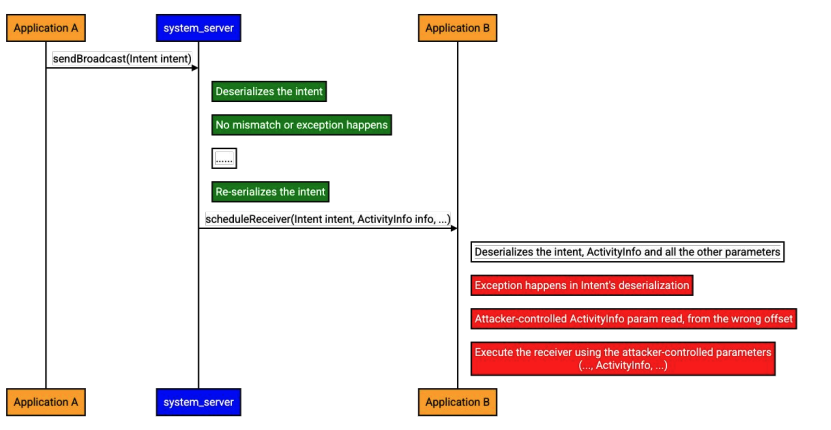 Application A
system_server
Application B
sendBroadcast(Intent intent)
Deserializes the intent
No mismatch or exception happens
......
Re-serializes the intent
scheduleReceiver(Intent intent, ActivityInfo info, ...)
Deserializes the intent, ActivityInfo and all the other parameters
Exception happens in Intent's deserialization
Attacker-controlled ActivityInfo param read, from the wrong offset
Execute the receiver using the attacker-controlled parameters
(..., ActivityInfo, ...)
Application A
system_server
Application B